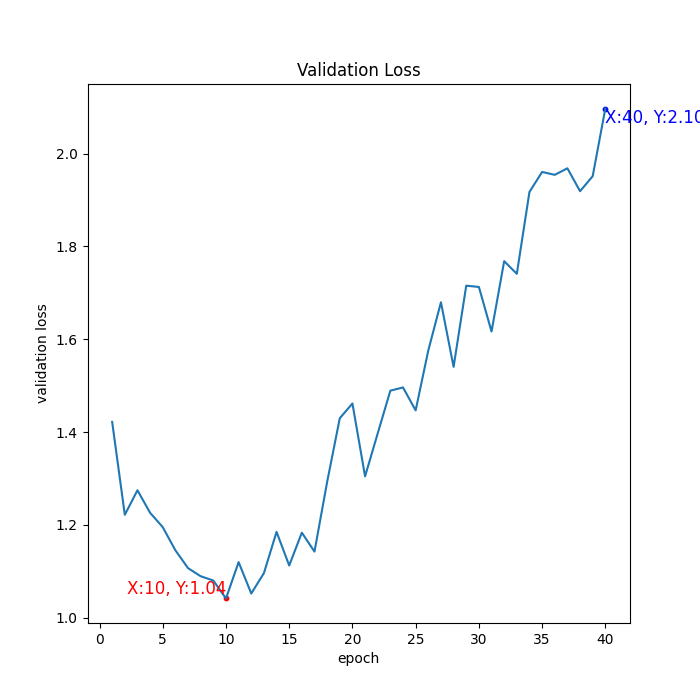 Validation Loss
X:40, Y:2.10
2.0
1.8
1.6
1.4
1.2
1.0
validation loss
X:10, Y:1.04
0 5 10 15 20 25 30 35 40
epoch